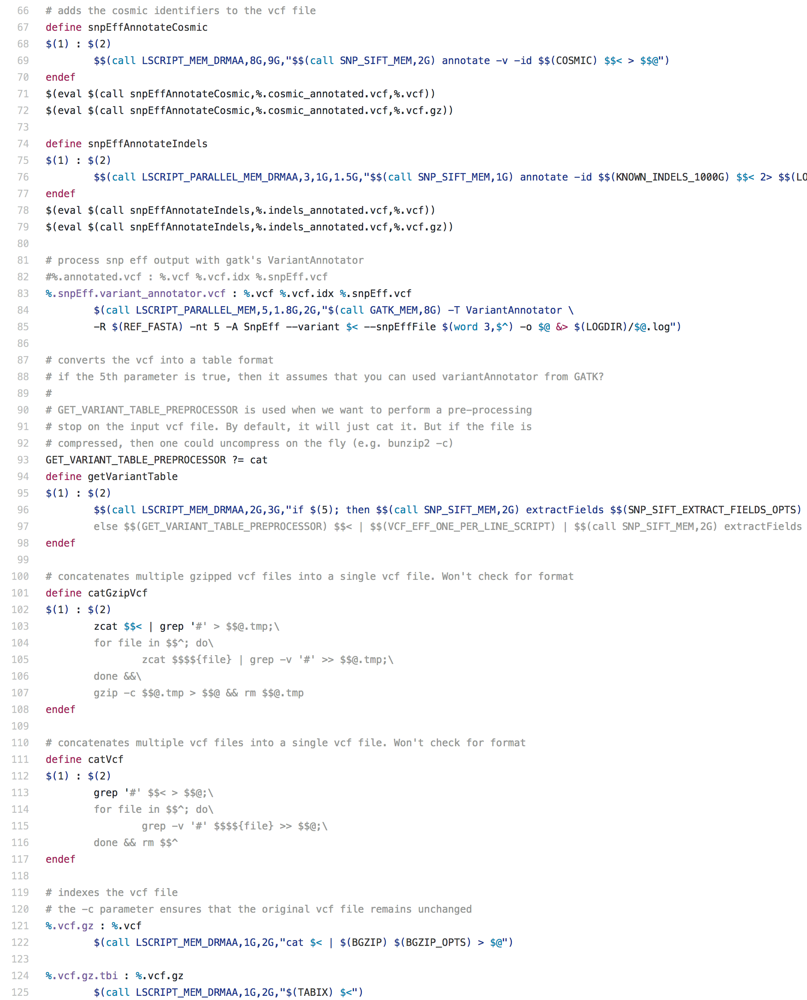 66 # adds the cosmic identifiers to the vcf file
67 define snpEffAnnotateCosmic
68 $(1) : $(2)
69 $$(call LSCRIPT_MEM_DRMAA,8G,9G,"$$(call SNP_SIFT_MEM,2G) annotate -v -id $$(COSMIC) $$< > $$@")
70 endef
71 $(eval $(call snpEffAnnotateCosmic,%.cosmic_annotated.vcf,%.vcf))
72 $(eval $(call snpEffAnnotateCosmic,%.cosmic_annotated.vcf,%.vcf.gz))
73
74 define snpEffAnnotateIndels
75 $(1) : $(2)
76 $$(call LSCRIPT_PARALLEL_MEM_DRMAA,3,1G,1.5G,"$$(call SNP_SIFT_MEM,1G) annotate -id $$(KNOWN_INDELS_1000G) $$< 2> $$(LO
77 endef
78 $(eval $(call snpEffAnnotateIndels,%.indels_annotated.vcf,%.vcf))
79 $(eval $(call snpEffAnnotateIndels,%.indels_annotated.vcf,%.vcf.gz))
80
81 # process snp eff output with gatk's VariantAnnotator
82 #%.annotated.vcf : %.vcf %.vcf.idx %.snpEff.vcf
83 %.snpEff.variant_annotator.vcf : %.vcf %.vcf.idx %.snpEff.vcf
84 $(call LSCRIPT_PARALLEL_MEM,5,1.8G,2G,"$(call GATK_MEM,8G) -T VariantAnnotator \
85 -R $(REF_FASTA) -nt 5 -A SnpEff --variant $< --snpEffFile $(word 3,$^) -o $@ &> $(LOGDIR)/$@.log")
86
87 # converts the vcf into a table format
88 # if the 5th parameter is true, then it assumes that you can used variantAnnotator from GATK?
89 #
90 # GET_VARIANT_TABLE_PREPROCESSOR is used when we want to perform a pre-processing
91 # stop on the input vcf file. By default, it will just cat it. But if the file is
92 # compressed, then one could uncompress on the fly (e.g. bunzip2 -c)
93 GET_VARIANT_TABLE_PREPROCESSOR ?= cat
94 define getVariantTable
95 $(1) : $(2)
96 $$(call LSCRIPT_MEM_DRMAA,2G,3G,"if $(5); then $$(call SNP_SIFT_MEM,2G) extractFields $$(SNP_SIFT_EXTRACT_FIELDS_OPTS)
97 else $$(GET_VARIANT_TABLE_PREPROCESSOR) $$< | $$(VCF_EFF_ONE_PER_LINE_SCRIPT) | $$(call SNP_SIFT_MEM,2G) extractFields
98 endef
99
100 # concatenates multiple gzipped vcf files into a single vcf file. Won't check for format
101 define catGzipVcf
102 $(1) : $(2)
103 zcat $$< | grep '#' > $$@.tmp;\
104 for file in $$^; do\
105 zcat $$$${file} | grep -v '#' >> $$@.tmp;\
106 done &&\
107 gzip -c $$@.tmp > $$@ && rm $$@.tmp
108 endef
109
110 # concatenates multiple vcf files into a single vcf file. Won't check for format
111 define catVcf
112 $(1) : $(2)
113 grep '#' $$< > $$@;\
114 for file in $$^; do\
115 grep -v '#' $$$${file} >> $$@;\
116 done && rm $$^
117 endef
118
119 # indexes the vcf file
120 # the -c parameter ensures that the original vcf file remains unchanged
121 %.vcf.gz : %.vcf
122 $(call LSCRIPT_MEM_DRMAA,1G,2G,"cat $< | $(BGZIP) $(BGZIP_OPTS) > $@")
123
124 %.vcf.gz.tbi : %.vcf.gz
125 $(call LSCRIPT_MEM_DRMAA,1G,2G,"$(TABIX) $<")